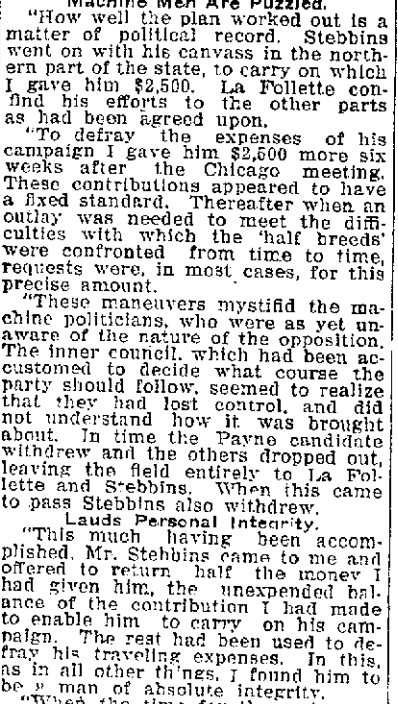 Machine Men Are Puzzled.
"How well the plan worked out is a
matter of political record. Stebbins
went on with his canvass in the north-
ern part of the state, to carry on which
I gave him $2,500. La Follette con-
find his efforts to the other parts
as had been agreed upon.
"To defray the expenses of his
campaign I gave him $2,500 more six
weeks after the Chicago meeting.
These contributions appeared to have
a fixed standard. Thereafter when an
outlay was needed to meet the diffi-
culties with which the 'half breeds'
were confronted from time to time,
requests were, in most cases, for this
precise amount.
"These maneuvers mystifid the ma-
chine politicians, who were as yet un-
aware of the nature of the opposition.
The inner council, which had been ac-
customed to decide what course the
party should follow, seemed to realize
that they had lost control, and did
not understand how it was brought
about. In time the Payne candidate
withdrew and the others dropped out,
leaving the field entirely to La Fol-
lette and Stebbins. When this came
to pass Stebbins also withdrew.
Lauds Personal Integrity.
"This much having been accom-
plished, Mr. Stebbins came to me and
offered to return half the money I
had given him, the unexpended bal-
ance of the contribution I had made
to enable him to carry on his cam-
paign. The rest had been used to de-
fray his traveling expenses. In this,
as in all other things, I found him to
be a man of absolute integrity.
"When the time for the